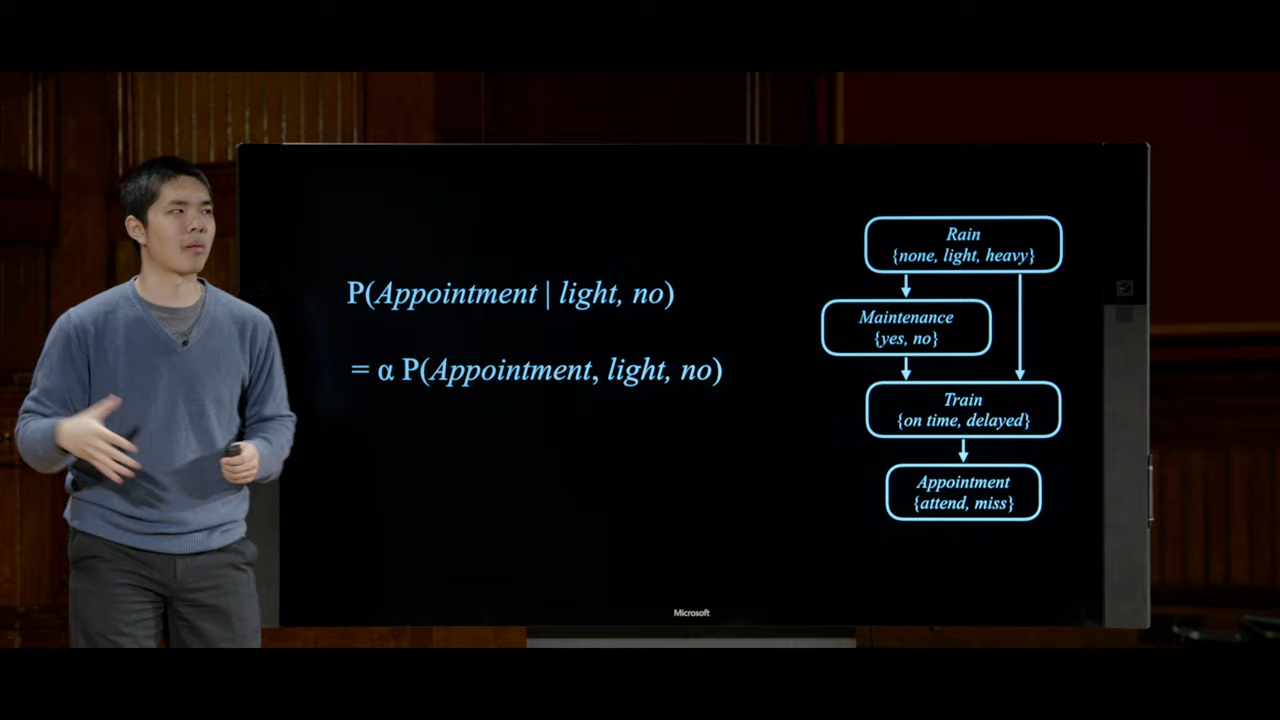 P(Appointment | light, no)
= α P(Appointment, light, no)
Rain
{none, light, heavy}
Maintenance
{yes, no}
Train
{on time, delayed}
Appointment
{attend, miss}
Microsoft